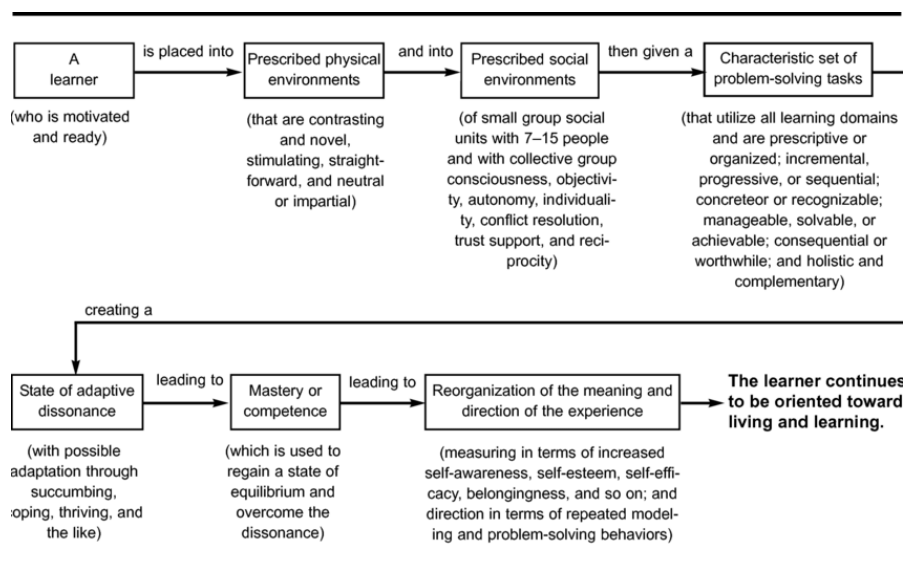 A
learner
is placed into
Prescribed physical
environments
and into
Prescribed social
environments
then given a
Characteristic set of
problem-solving tasks
(who is motivated
and ready)
(that are contrasting
and novel,
stimulating, straight-
forward, and neutral
or impartial)
(of small group social
units with 7–15 people
and with collective group
consciousness, objectivi-
ty, autonomy, individuali-
ty, conflict resolution,
trust support, and reci-
procity)
(that utilize all learning domains
and are prescriptive or
organized; incremental,
progressive, or sequential;
concreteor or recognizable;
manageable, solvable, or
achievable; consequential or
worthwhile; and holistic and
complementary)
creating a
State of adaptive
dissonance
leading to
Mastery or
competence
leading to
Reorganization of the meaning and
direction of the experience
The learner continues
to be oriented toward
living and learning.
(with possible
adaptation through
succumbing,
coping, thriving, and
the like)
(which is used to
regain a state of
equilibrium and
overcome the
dissonance)
(measuring in terms of increased
self-awareness, self-esteem, self-effi-
cacy, belongingness, and so on; and
direction in terms of repeated model-
ing and problem-solving behaviors)